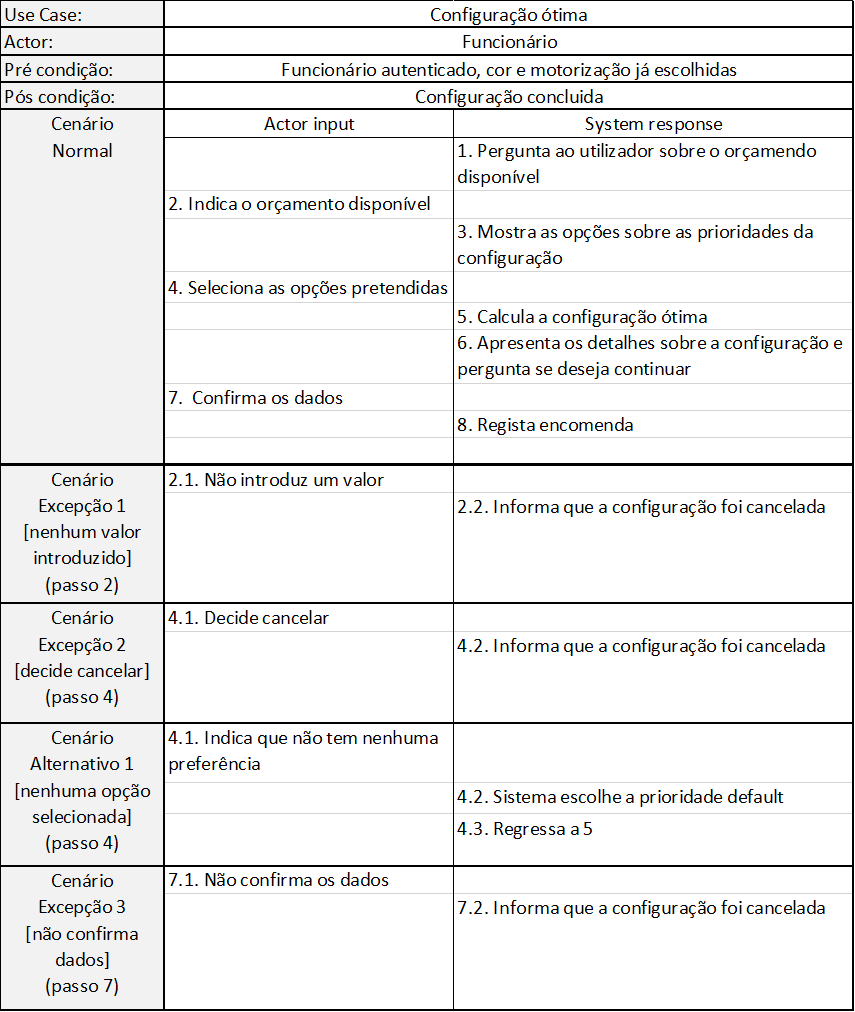 Use Case: Configuração ótima
Actor: Funcionário
Pré condição: Funcionário autenticado, cor e motorização já escolhidas
Pós condição: Configuração concluida
Cenário Normal
Actor input
System response
1. Pergunta ao utilizador sobre o orçamendo
disponível
2. Indica o orçamento disponível
3. Mostra as opções sobre as prioridades da
configuração
4. Seleciona as opções pretendidas
5. Calcula a configuração ótima
6. Apresenta os detalhes sobre a configuração e
pergunta se deseja continuar
7. Confirma os dados
8. Regista encomenda
Cenário
Excepção 1
[nenhum valor
introduzido]
(passo 2)
2.1. Não introduz um valor
2.2. Informa que a configuração foi cancelada
Cenário
Excepção 2
[decide cancelar]
(passo 4)
4.1. Decide cancelar
4.2. Informa que a configuração foi cancelada
Cenário
Alternativo 1
[nenhuma opção
selecionada]
(passo 4)
4.1. Indica que não tem nenhuma
preferência
4.2. Sistema escolhe a prioridade default
4.3. Regressa a 5
Cenário
Excepção 3
[não confirma
dados]
(passo 7)
7.1. Não confirma os dados
7.2. Informa que a configuração foi cancelada